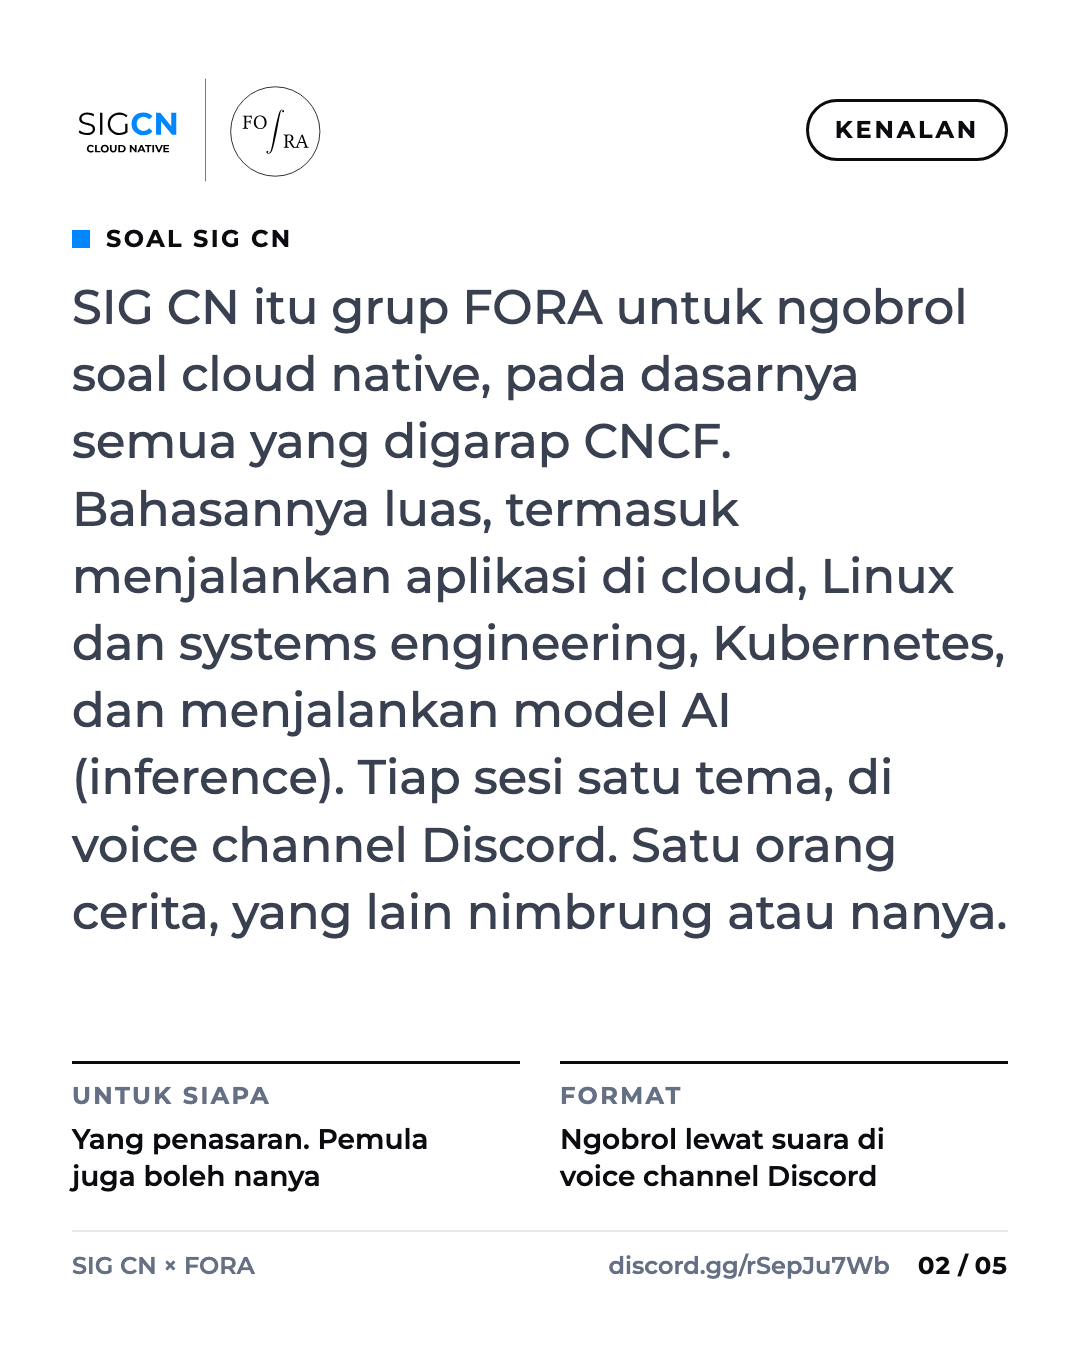 SIGCN
CLOUD NATIVE
FO RA
KENALAN
SOAL SIG CN
SIG CN itu grup FORA untuk ngobrol
soal cloud native, pada dasarnya
semua yang digarap CNCF.
Bahasannya luas, termasuk
menjalankan aplikasi di cloud, Linux
dan systems engineering, Kubernetes,
dan menjalankan model AI
(inference). Tiap sesi satu tema, di
voice channel Discord. Satu orang
cerita, yang lain nimbrung atau nanya.
UNTUK SIAPA
Yang penasaran. Pemula
juga boleh nanya
FORMAT
Ngobrol lewat suara di
voice channel Discord
SIG CN × FORA
discord.gg/rSepJu7Wb
02 / 05